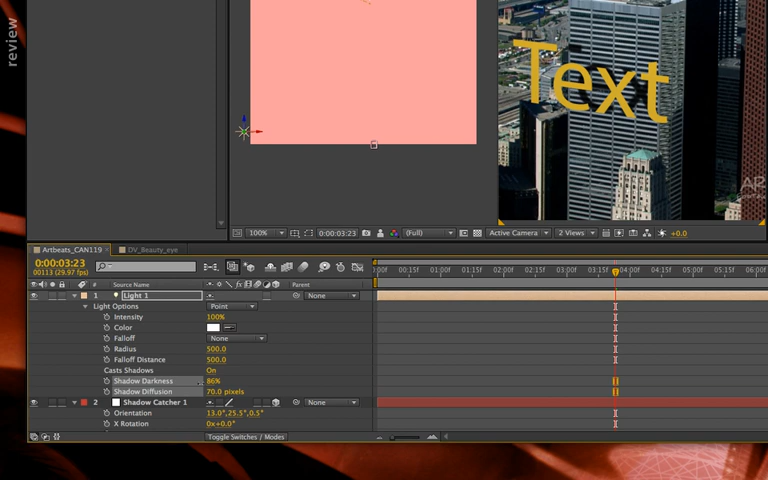 review
Text
AR
100%
0:00:03:23
(Full)
Active Camera
2 Views
+0.0
Artbeats_CAN119
DV_Beauty_eye
0:00:03:23
00113 (29.97 fps)
:00f
00:15f
01:00f
01:15f
02:00f
02:15f
03:00f
03:15f
04:00f
04:15f
05:00f
05:15f
06:00f
# Source Name
Parent
1 Light 1
None
Light Options
Point
Intensity
100%
Color
Falloff
None
Radius
500.0
Falloff Distance
500.0
Casts Shadows
On
Shadow Darkness
86%
Shadow Diffusion
70.0 pixels
2 Shadow Catcher 1
None
Orientation
13.0°,25.5°,0.5°
X Rotation
0x+0.0°
Toggle Switches / Modes